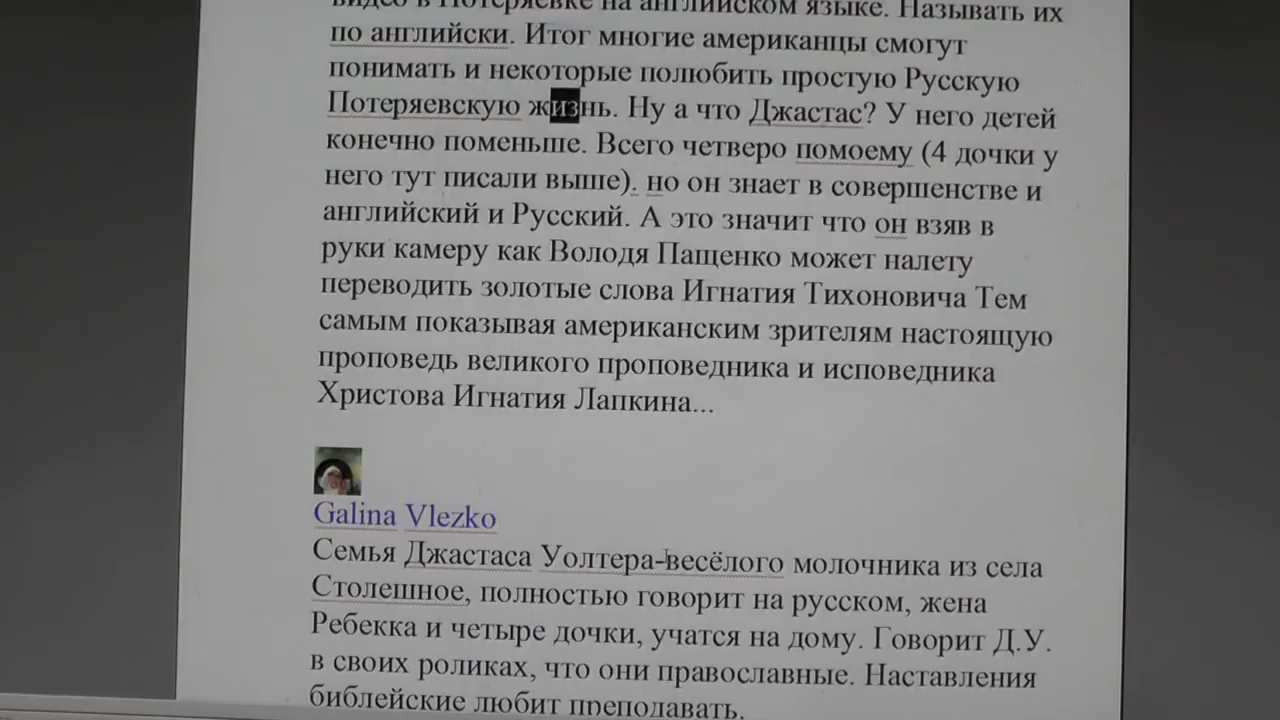 видео в Потеряевке на английском языке. Называть их
по английски. Итог многие американцы смогут
понимать и некоторые полюбить простую Русскую
Потеряевскую жизнь. Ну а что Джастас? У него детей
конечно поменьше. Всего четверо помоему (4 дочки у
него тут писали выше). но он знает в совершенстве и
английский и Русский. А это значит что он взяв в
руки камеру как Володя Пащенко может налету
переводить золотые слова Игнатия Тихоновича Тем
самым показывая американским зрителям настоящую
проповедь великого проповедника и исповедника
Христова Игнатия Лапкина...
Galina Vlezko
Семья Джастаса Уолтера-весёлого молочника из села
Столешное, полностью говорит на русском, жена
Ребекка и четыре дочки, учатся на дому. Говорит Д.У.
в своих роликах, что они православные. Наставления
библейские любит преподавать.